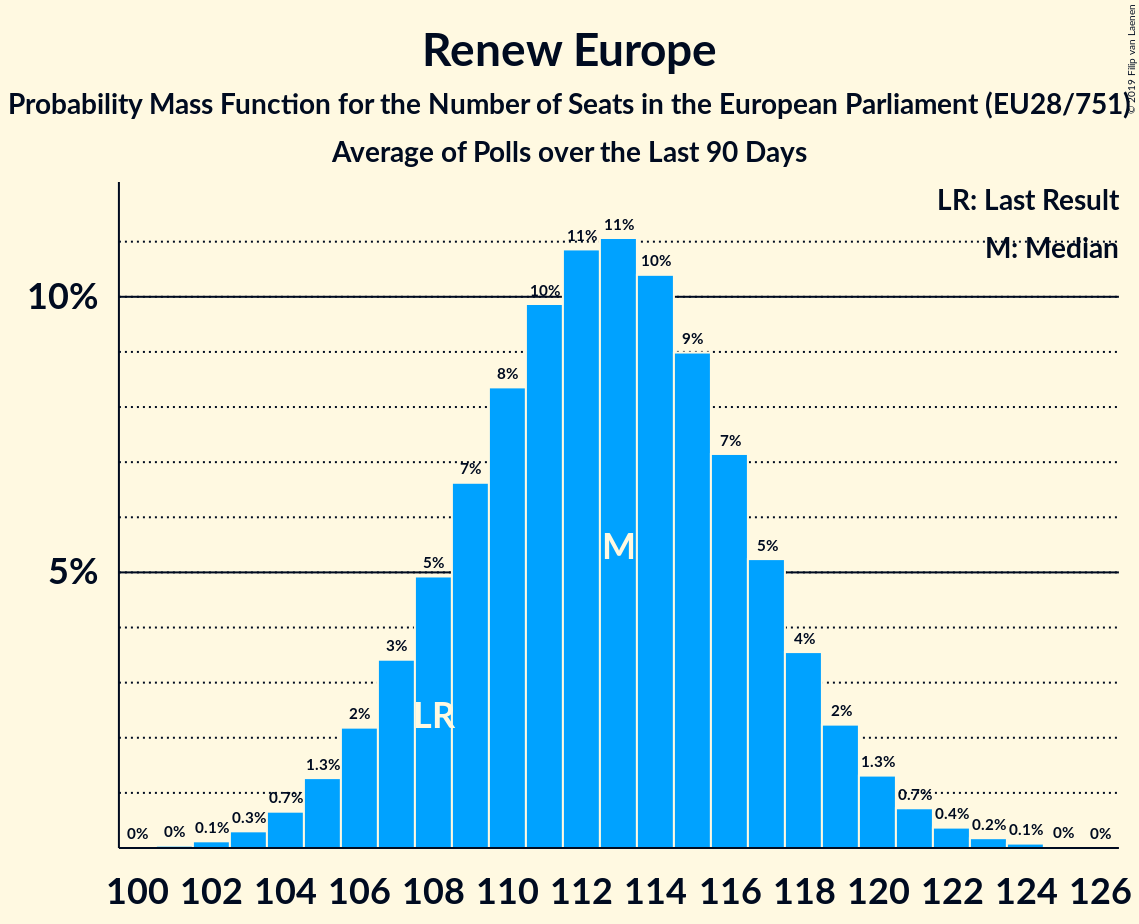 Renew Europe
Probability Mass Function for the Number of Seats in the European Parliament (EU28/751)
Average of Polls over the Last 90 Days
© 2019 Filip van Laenen
LR: Last Result
M: Median
10%
5%
0% 0% 0.1% 0.3% 0.7% 1.3% 2% 3% 5% 7% 8% 10% 11% 11% 10% 9% 7% 5% 4% 2% 1.3% 0.7% 0.4% 0.2% 0.1% 0% 0%
M
LR
100 102 104 106 108 110 112 114 116 118 120 122 124 126